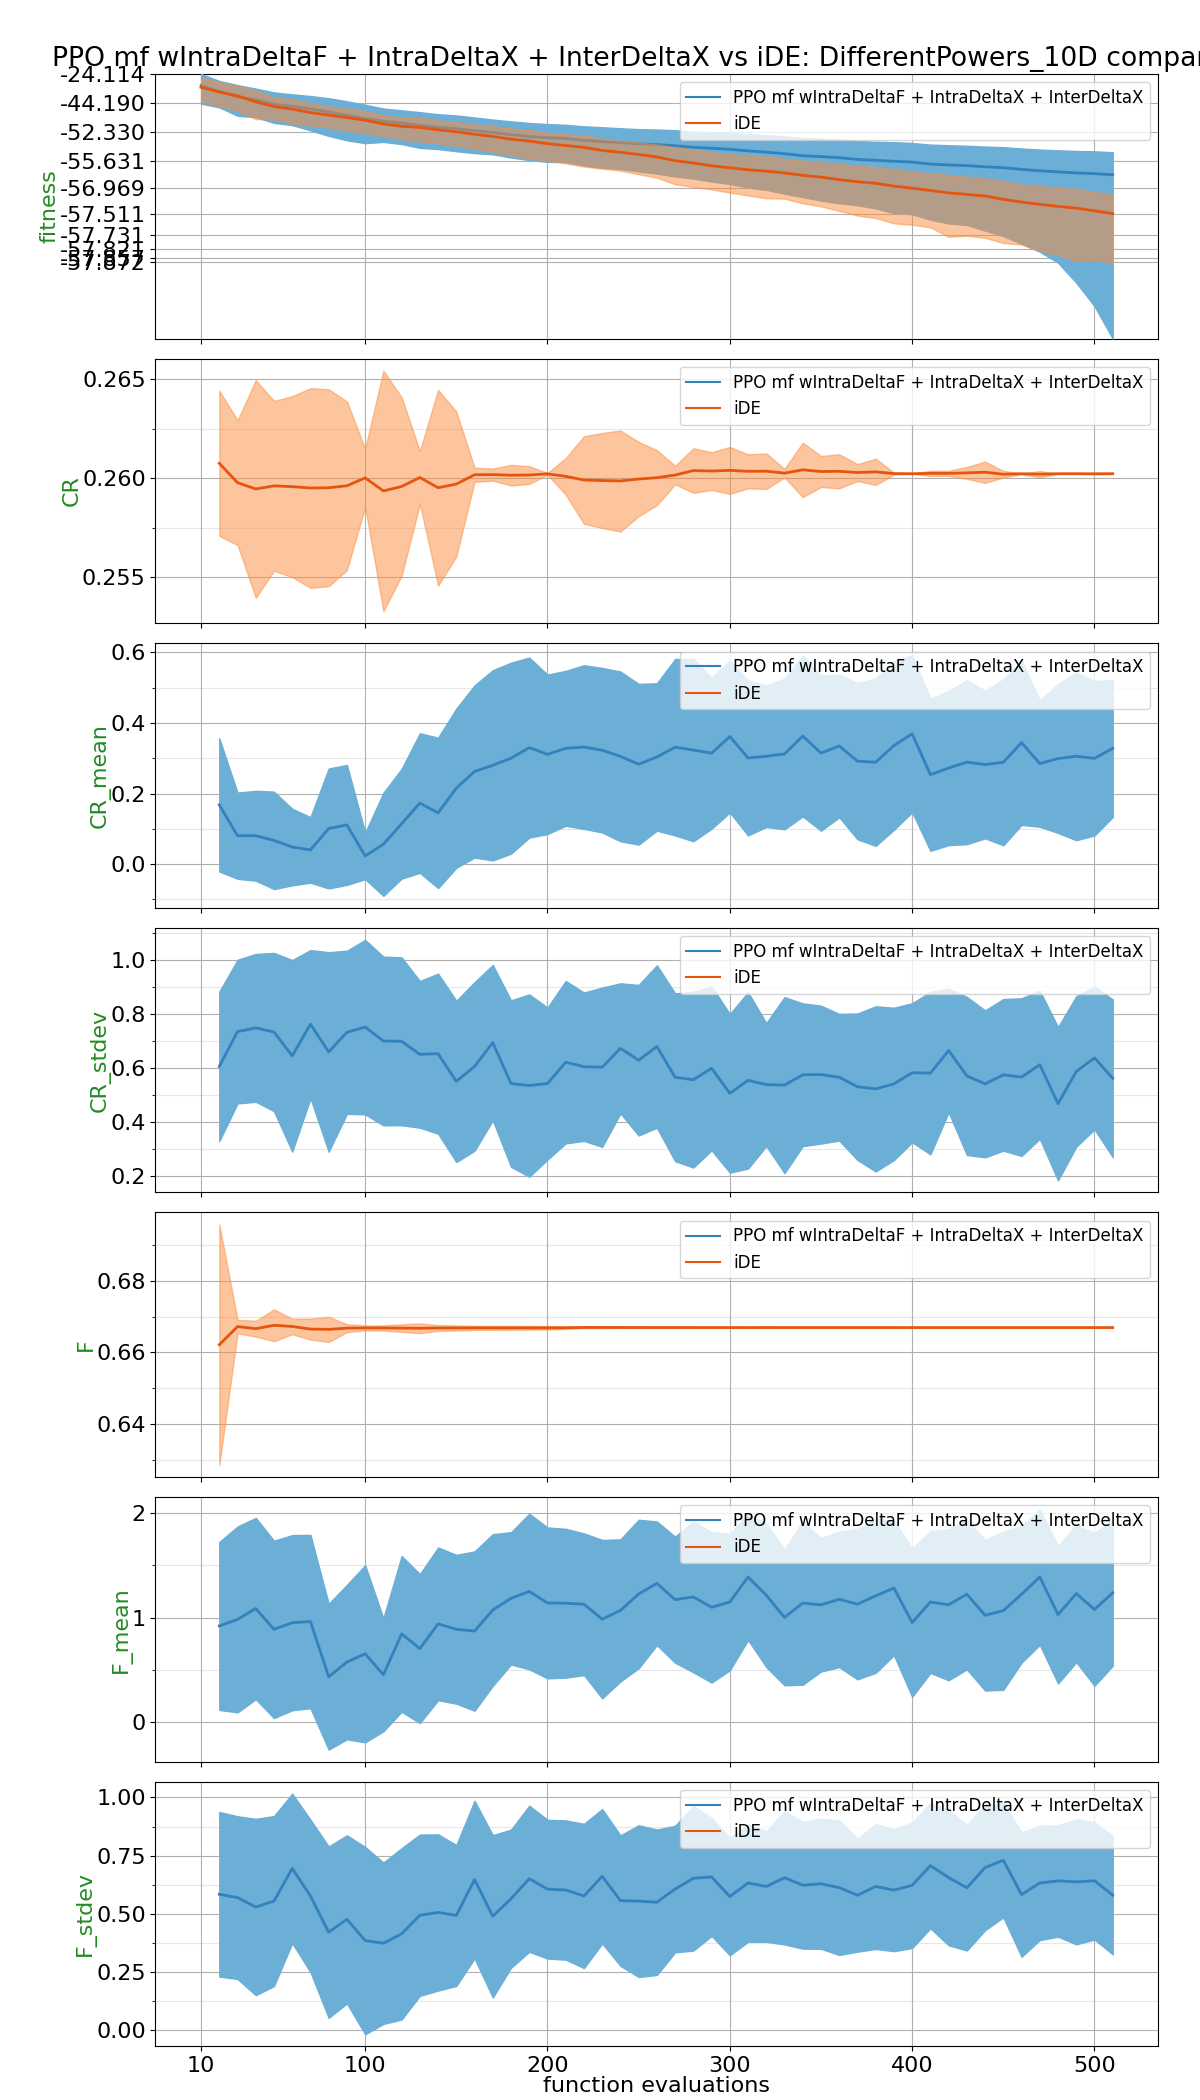 PPO mf wIntraDeltaF + IntraDeltaX + InterDeltaX vs iDE: DifferentPowers_10D compar
-24.114
-44.190
-52.330
-55.631
-56.969
-57.511
-57.731
-57.821
-57.857
-57.872
fitness
PPO mf wIntraDeltaF + IntraDeltaX + InterDeltaX
iDE
0.265
0.260
0.255
CR
PPO mf wIntraDeltaF + IntraDeltaX + InterDeltaX
iDE
0.6
0.4
0.2
0.0
CR_mean
PPO mf wIntraDeltaF + IntraDeltaX + InterDeltaX
iDE
1.0
0.8
0.6
0.4
0.2
CR_stdev
PPO mf wIntraDeltaF + IntraDeltaX + InterDeltaX
iDE
0.68
0.66
0.64
F
PPO mf wIntraDeltaF + IntraDeltaX + InterDeltaX
iDE
2
1
0
F_mean
PPO mf wIntraDeltaF + IntraDeltaX + InterDeltaX
iDE
1.00
0.75
0.50
0.25
0.00
F_stdev
PPO mf wIntraDeltaF + IntraDeltaX + InterDeltaX
iDE
10 100 200 300 400 500
function evaluations